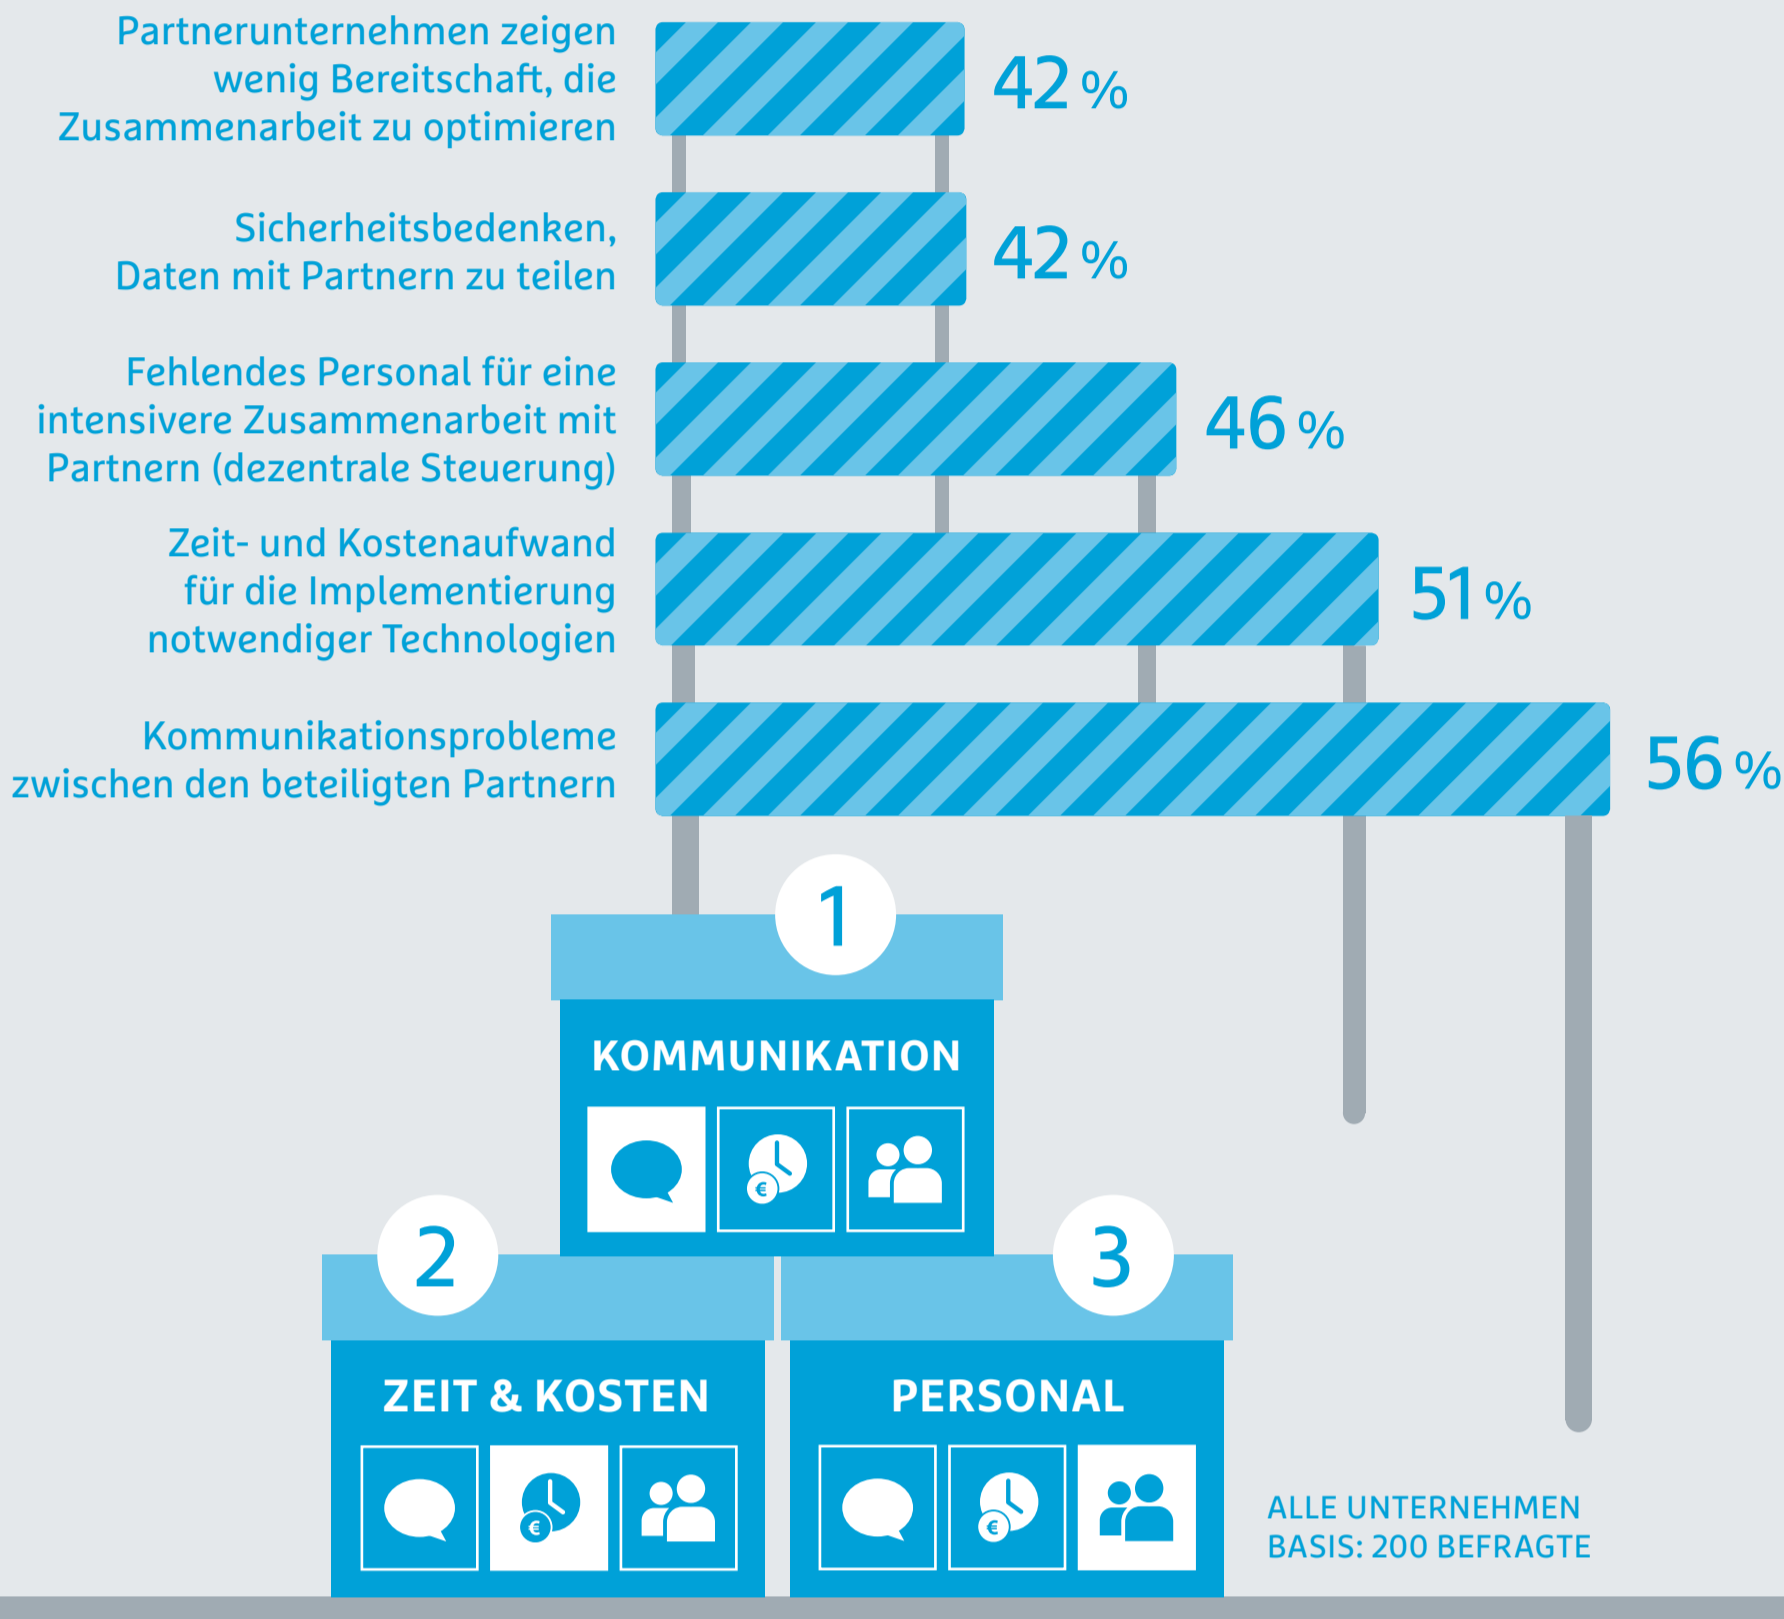 Partnerunternehmen zeigen
wenig Bereitschaft, die
Zusammenarbeit zu optimieren
42 %
Sicherheitsbedenken,
Daten mit Partnern zu teilen
42 %
Fehlendes Personal für eine
intensivere Zusammenarbeit mit
Partnern (dezentrale Steuerung)
46 %
Zeit- und Kostenaufwand
für die Implementierung
notwendiger Technologien
51 %
Kommunikationsprobleme
zwischen den beteiligten Partnern
56 %
1
KOMMUNIKATION
€
2
ZEIT & KOSTEN
€
3
PERSONAL
€
ALLE UNTERNEHMEN
BASIS: 200 BEFRAGTE